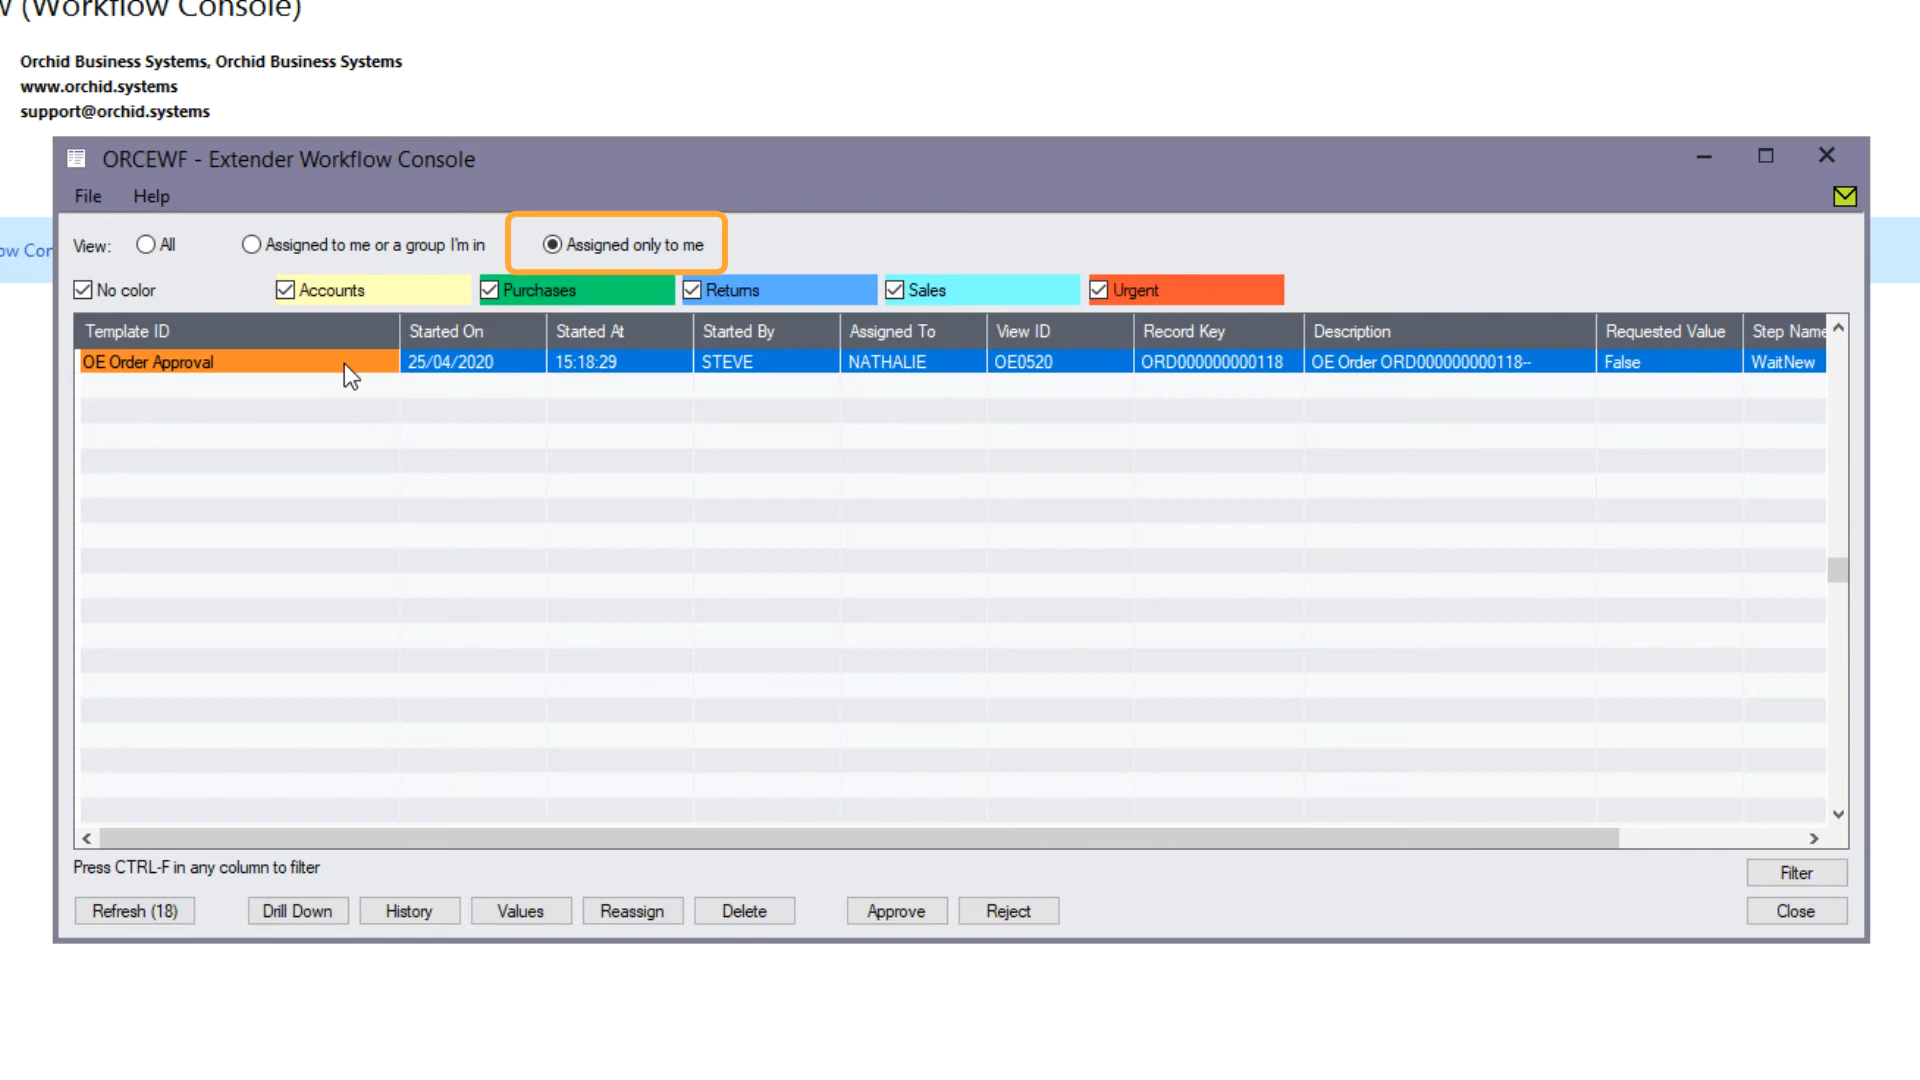 (Workflow Console)
Orchid Business Systems, Orchid Business Systems
www.orchid.systems
support@orchid.systems
ORCEWF - Extender Workflow Console
File Help
View: All Assigned to me or a group I'm in Assigned only to me
No color Accounts Purchases Returns Sales Urgent
Template ID Started On Started At Started By Assigned To View ID Record Key Description Requested Value Step Name
OE Order Approval 25/04/2020 15:18:29 STEVE NATHALIE OE0520 ORD000000000118 OE Order ORD000000000118-- False WaitNew
Press CTRL-F in any column to filter
Filter
Refresh (18) Drill Down History Values Reassign Delete Approve Reject Close